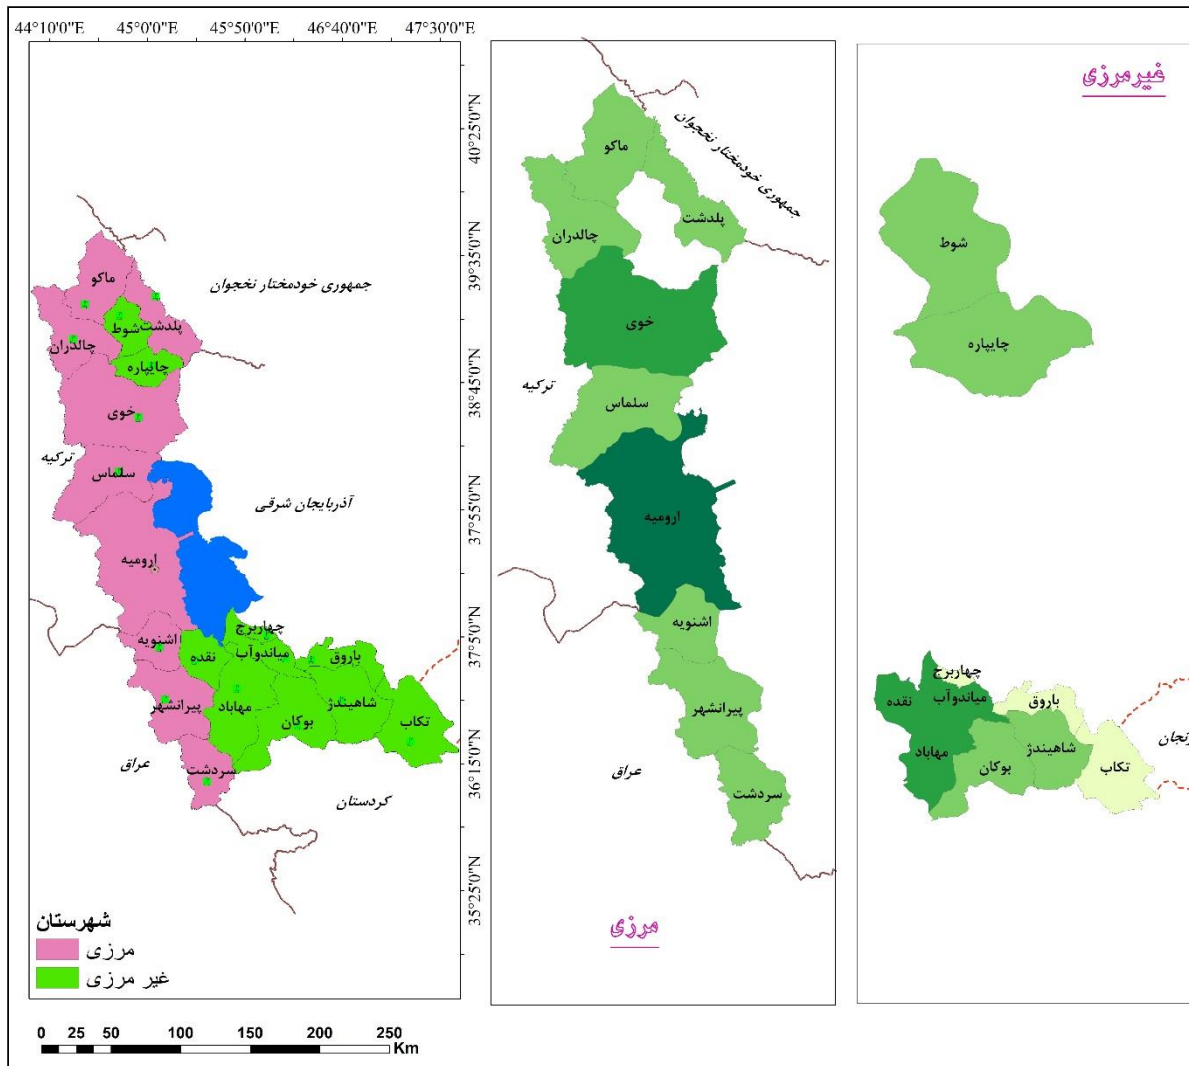 44°10'0"E 45°0'0"E 45°50'0"E 46°40'0"E 47°30'0"E
ماکو
جمهوری خودمختار نخجوان
شوط
پلدشت
چالدران
چایپاره
خوی
ترکیه
سلماس
آذربایجان شرقی
ارومیه
چهاربرج
اشنویه
میاندوآب
باروق
نقده
پیرانشهر
مهاباد
شاهیندژ
بوکان
تکاب
سردشت
عراق
کردستان
شهرستان
مرزی
غیر مرزی
0 25 50 100 150 200 250
Km
40°25'0"N
39°35'0"N
38°45'0"N
37°55'0"N
37°5'0"N
36°15'0"N
35°25'0"N
ماکو
جمهوری خودمختار نخجوان
پلدشت
چالدران
خوی
ترکیه
سلماس
ارومیه
اشنویه
پیرانشهر
عراق
سردشت
مرزی
غیرمرزی
شوط
چایپاره
چهاربرج
میاندوآب
نقده
باروق
مهاباد
شاهیندژ
بوکان
تکاب